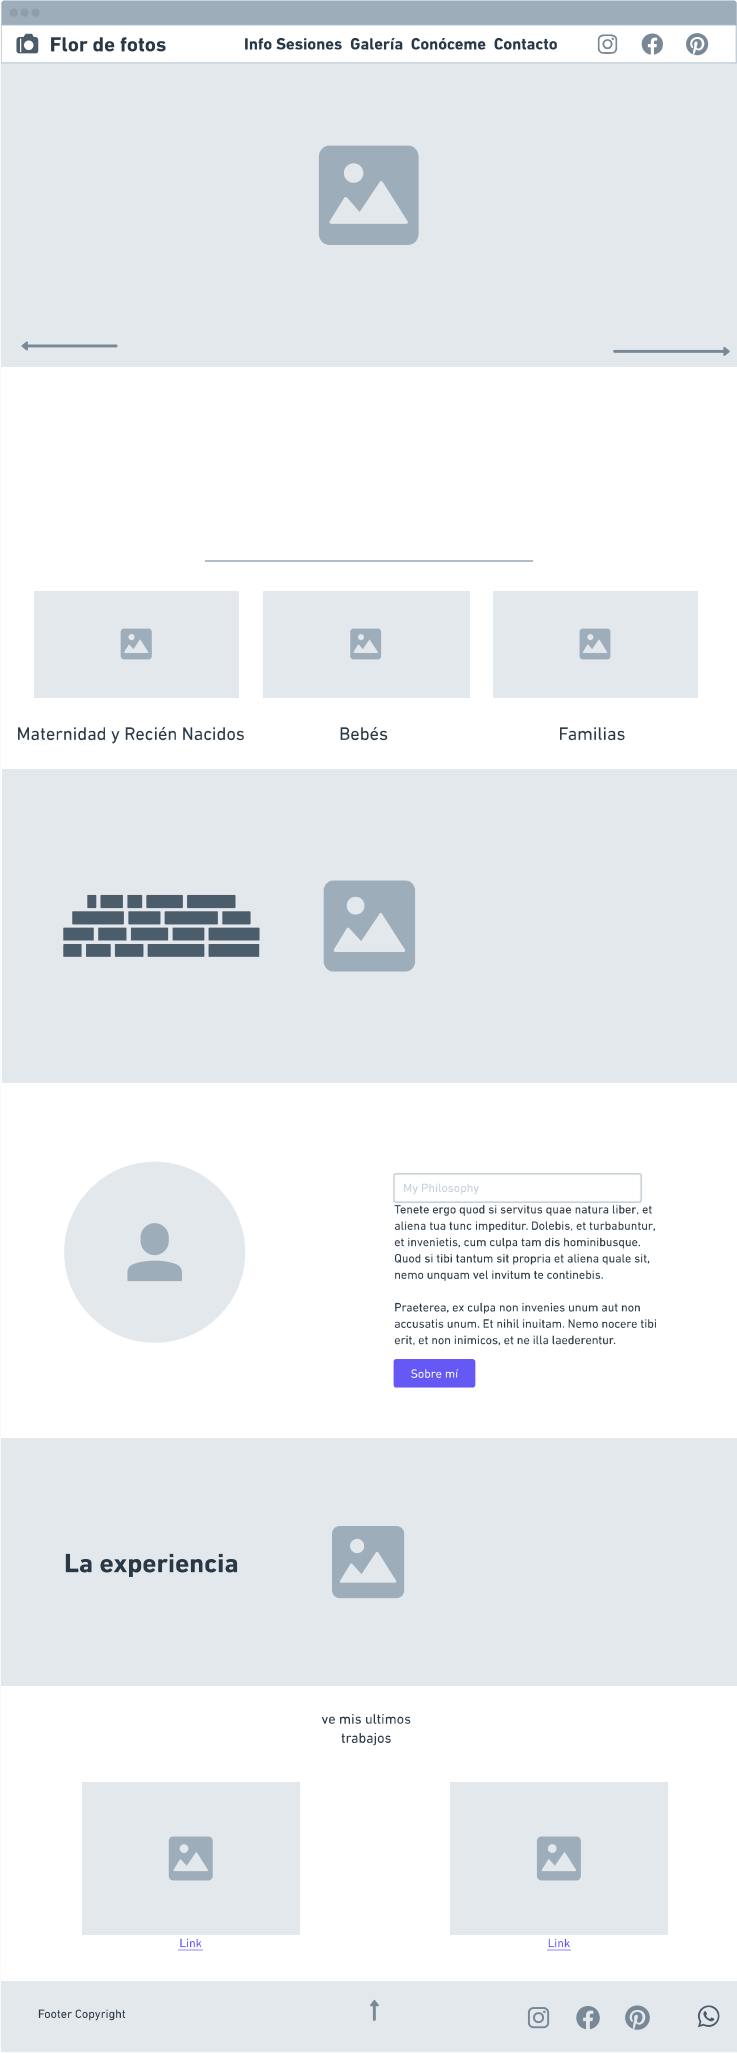 Flor de fotos
Info Sesiones Galería Conóceme Contacto
Maternidad y Recién Nacidos
Bebés
Familias
My Philosophy
Tenete ergo quod si servitus quae natura liber, et
aliena tua tunc impeditur. Dolebis, et turbabuntur,
et invenietis, cum culpa tam dis hominibusque.
Quod si tibi tantum sit propria et aliena quale sit,
nemo unquam vel invitum te continebis.
Praeterea, ex culpa non invenies unum aut non
accusatis unum. Et nihil inuitam. Nemo nocere tibi
erit, et non inimicos, et ne illa laederentur.
Sobre mí
La experiencia
ve mis ultimos
trabajos
Link
Link
Footer Copyright